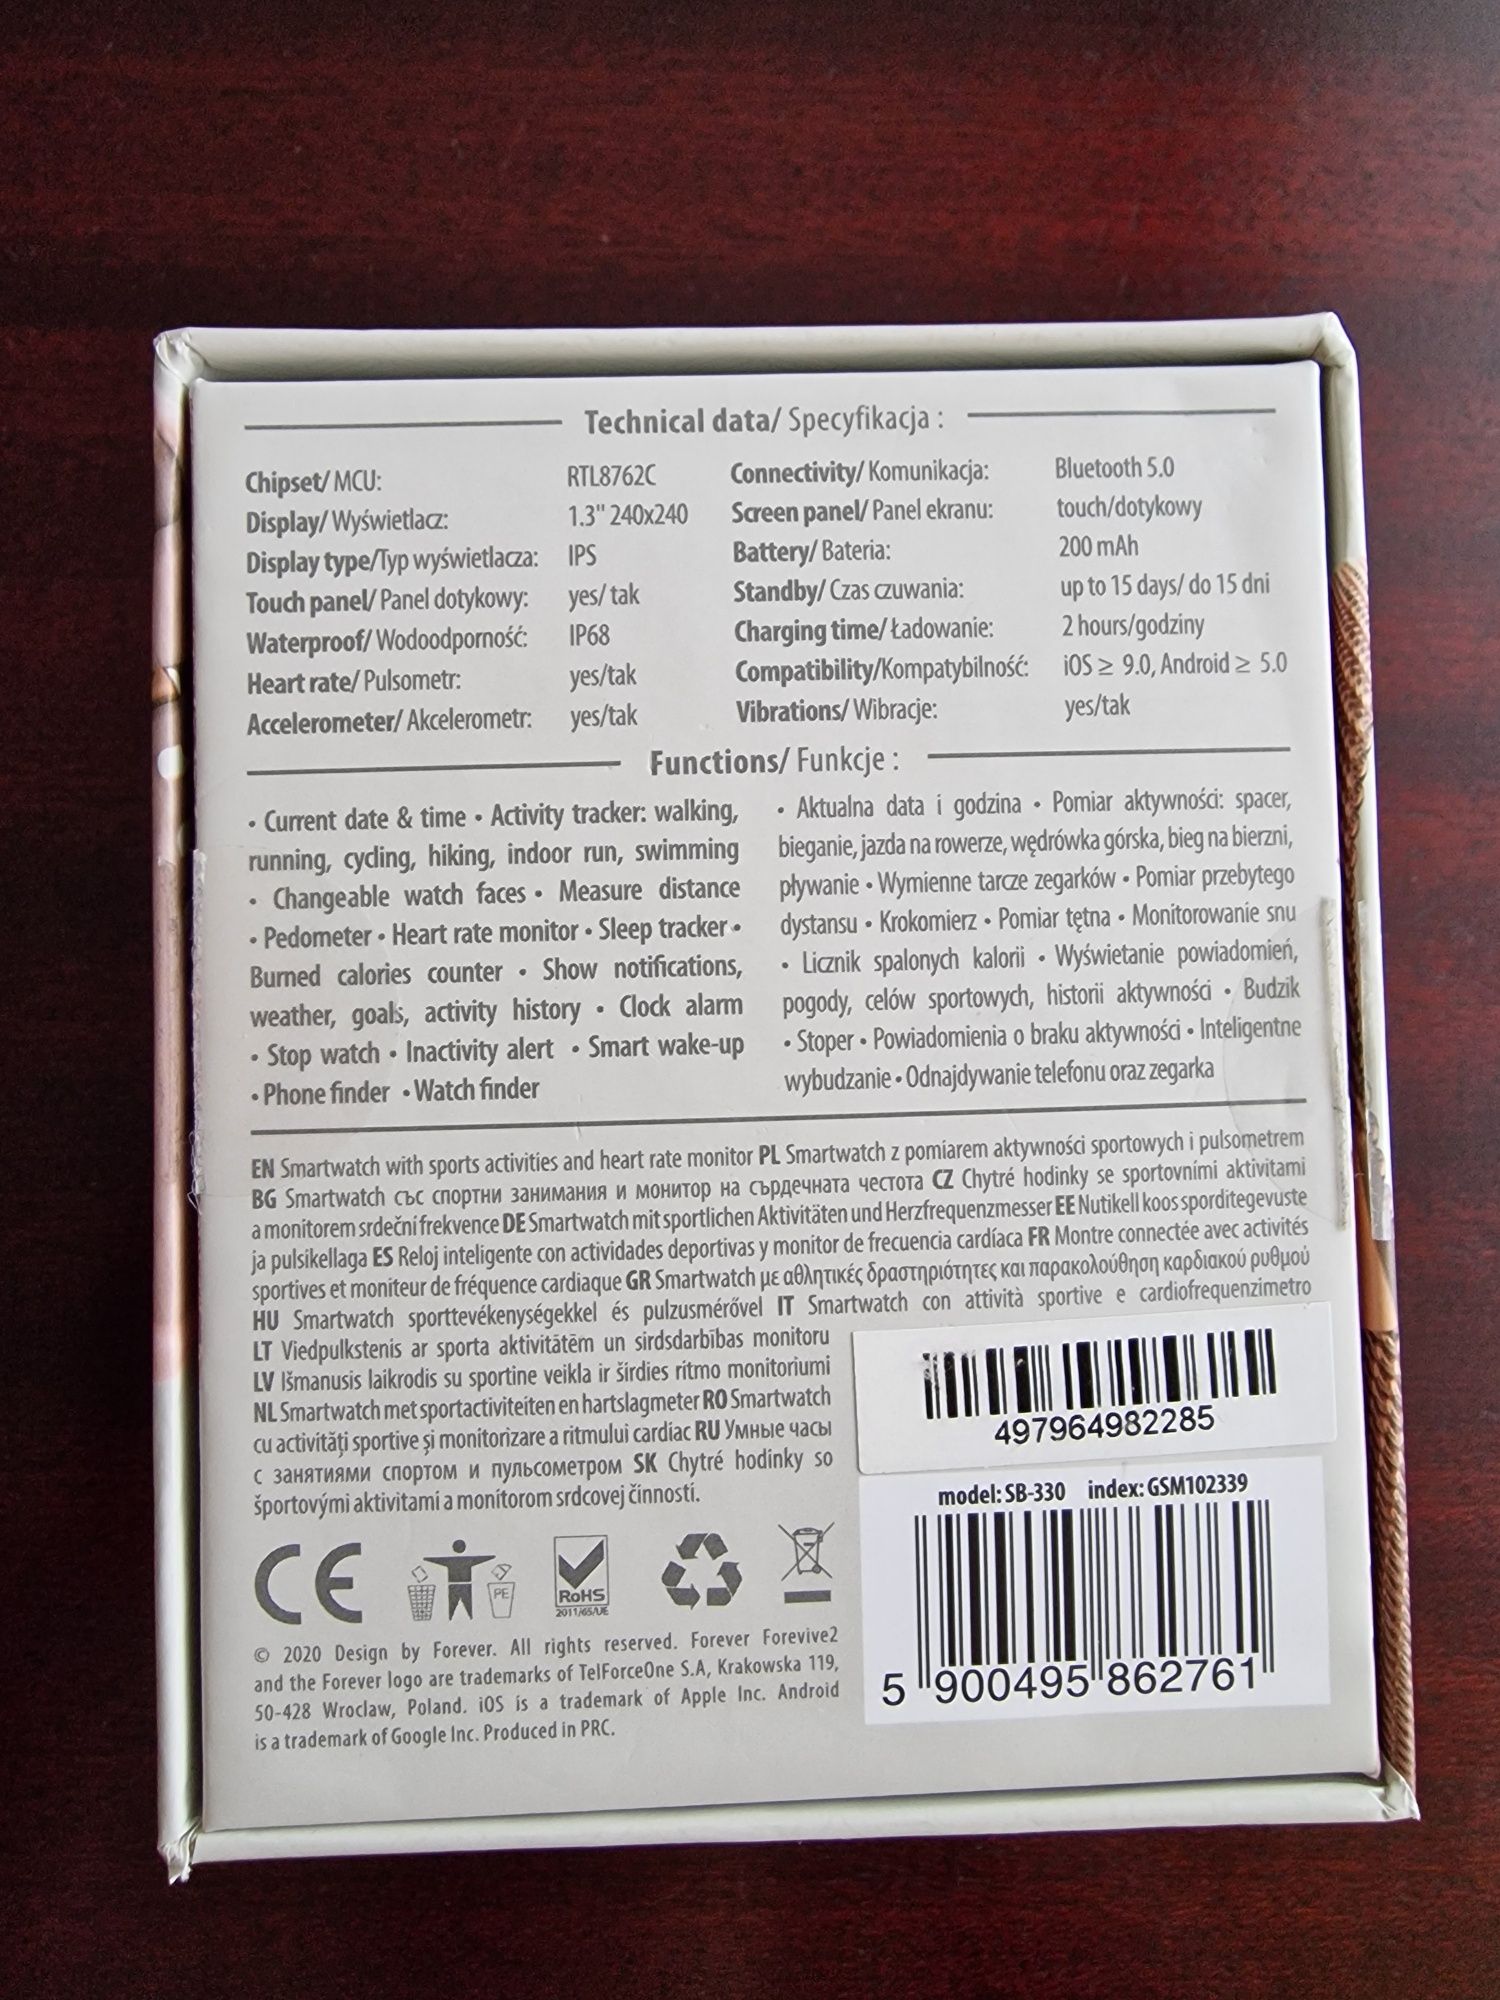 Technical data/ Specyfikacja :
Chipset/ MCU: RTL8762C
Display/ Wyświetlacz: 1.3" 240x240
Display type/Typ wyświetlacza: IPS
Touch panel/ Panel dotykowy: yes/ tak
Waterproof/ Wodoodporność: IP68
Heart rate/ Pulsometr: yes/tak
Accelerometer/ Akcelerometr: yes/tak
Connectivity/ Komunikacja: Bluetooth 5.0
Screen panel/ Panel ekranu: touch/dotykowy
Battery/ Bateria: 200 mAh
Standby/ Czas czuwania: up to 15 days/ do 15 dni
Charging time/ Ładowanie: 2 hours/godziny
Compatibility/Kompatybilność: iOS ≥ 9.0, Android ≥ 5.0
Vibrations/ Wibracje: yes/tak
Functions/ Funkcje :
• Current date & time • Activity tracker: walking,
running, cycling, hiking, indoor run, swimming
• Changeable watch faces • Measure distance
• Pedometer • Heart rate monitor • Sleep tracker •
Burned calories counter • Show notifications,
weather, goals, activity history • Clock alarm
• Stop watch • Inactivity alert • Smart wake-up
• Phone finder • Watch finder
• Aktualna data i godzina • Pomiar aktywności: spacer,
bieganie, jazda na rowerze, wędrówka górska, bieg na bierzni,
pływanie • Wymienne tarcze zegarków • Pomiar przebytego
dystansu • Krokomierz • Pomiar tętna • Monitorowanie snu
• Licznik spalonych kalorii • Wyświetanie powiadomień,
pogody, celów sportowych, historii aktywności • Budzik
• Stoper • Powiadomienia o braku aktywności • Inteligentne
wybudzanie • Odnajdywanie telefonu oraz zegarka
EN Smartwatch with sports activities and heart rate monitor PL Smartwatch z pomiarem aktywności sportowych i pulsometrem
BG Smartwatch със спортни занимания и монитор на сърдечната честота CZ Chytré hodinky se sportovními aktivitami
a monitorem srdeční frekvence DE Smartwatch mit sportlichen Aktivitäten und Herzfrequenzmesser EE Nutikell koos sporditegevuste
ja pulsikellaga ES Reloj inteligente con actividades deportivas y monitor de frecuencia cardíaca FR Montre connectée avec activités
sportives et moniteur de fréquence cardiaque GR Smartwatch με αθλητικές δραστηριότητες και παρακολούθηση καρδιακού ρυθμού
HU Smartwatch sporttevékenységekkel és pulzusmérővel IT Smartwatch con attività sportive e cardiofrequenzimetro
LT Viedpulkstenis ar sporta aktivitātēm un sirdsdarbības monitoru
LV Išmanusis laikrodis su sportine veikla ir širdies ritmo monitoriumi
NL Smartwatch met sportactiviteiten en hartslagmeter RO Smartwatch
cu activități sportive și monitorizare a ritmului cardiac RU Умные часы
с занятиями спортом и пульсометром SK Chytré hodinky so
športovými aktivitami a monitorom srdcovej činnosti.
497964982285
model: SB-330 index: GSM102339
5 900495 862761
CE
PE
RoHS
2011/65/UE
© 2020 Design by Forever. All rights reserved. Forever Forevive2
and the Forever logo are trademarks of TelForceOne S.A, Krakowska 119,
50-428 Wroclaw, Poland. iOS is a trademark of Apple Inc. Android
is a trademark of Google Inc. Produced in PRC.